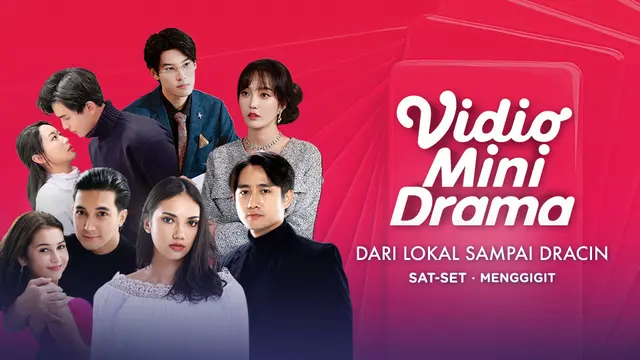 Vidio
Mini
Drama
DARI LOKAL SAMPAI DRACIN
SAT-SET · MENGGIGIT